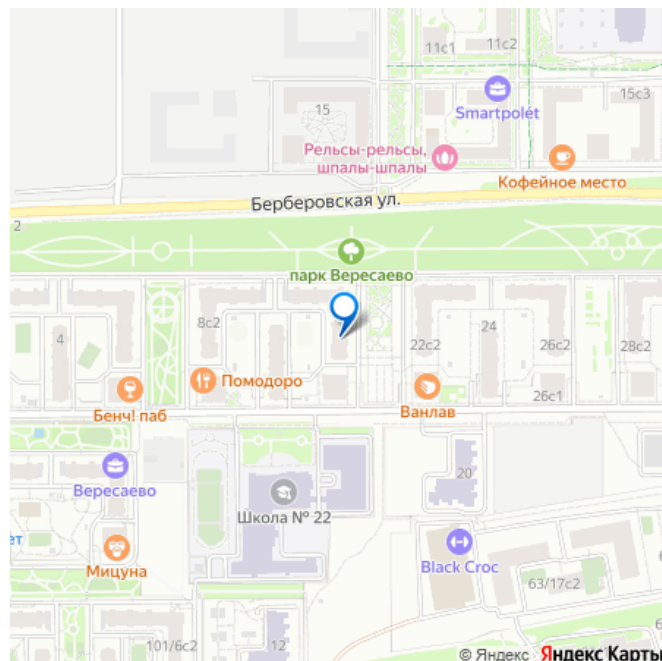 11с1
11с2
15с3
Smartpolét
15
Рельсы-рельсы,
шпалы-шпалы
Кофейное место
Берберовская ул.
2
парк Вересаево
8с2
4
22с2
24
26с2
28с2
Помодоро
Бенч! паб
Ванлав
26с1
20
Вересаево
Школа № 22
ет
Мицуна
Black Croc
63/17с2
101/6с2
12
© Яндекс Яндекс Карты